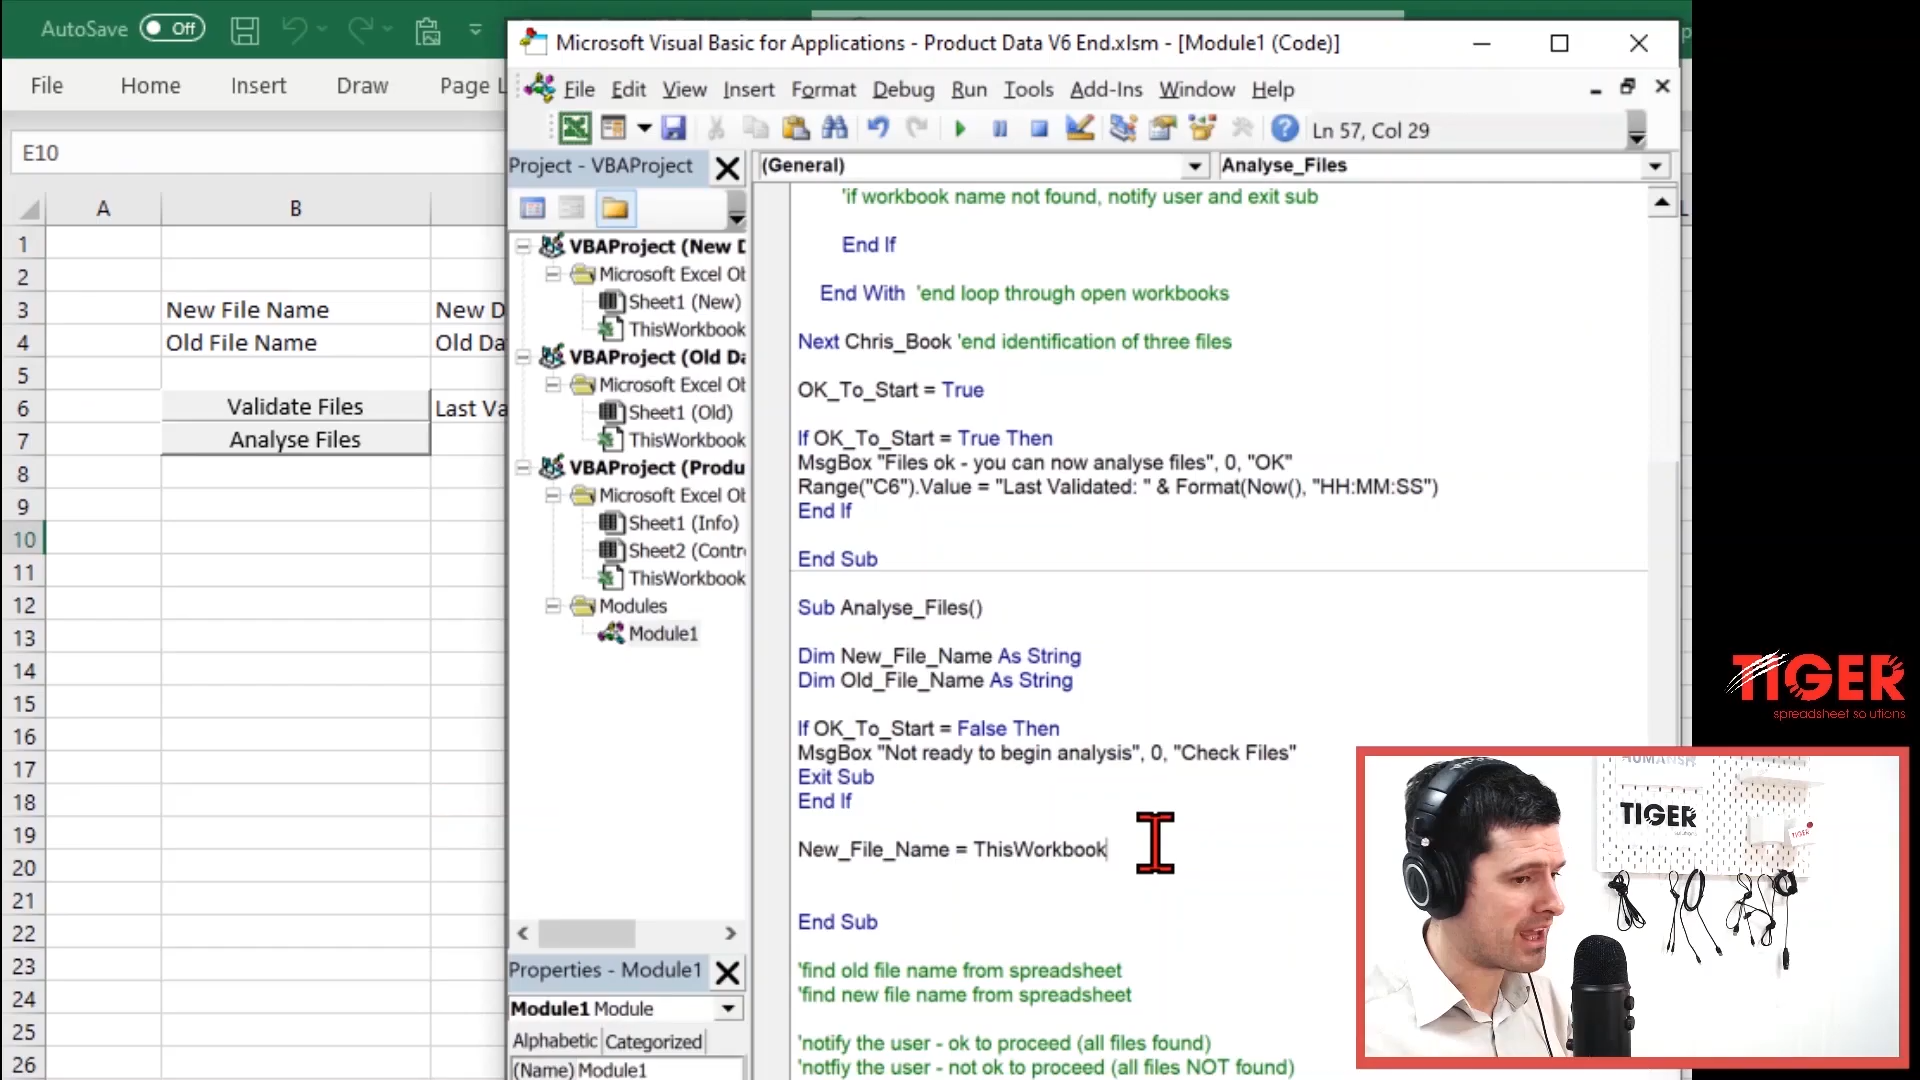 AutoSave Off
Microsoft Visual Basic for Applications - Product Data V6 End.xlsm - [Module1 (Code)]
File Home Insert Draw Page L
File Edit View Insert Format Debug Run Tools Add-Ins Window Help
Ln 57, Col 29
E10
Project - VBAProject
(General)
Analyse_Files
A B
1
2
3 New File Name New D
4 Old File Name Old Da
5
6 Validate Files Last Va
7 Analyse Files
8
9
10
11
12
13
14
15
16
17
18
19
20
21
22
23
24
25
26
VBAProject (New D
Microsoft Excel Ob
Sheet1 (New)
ThisWorkbook
VBAProject (Old Da
Microsoft Excel Ob
Sheet1 (Old)
ThisWorkbook
VBAProject (Produ
Microsoft Excel Ob
Sheet1 (Info)
Sheet2 (Contr
ThisWorkbook
Modules
Module1
Properties - Module1
Module1 Module
Alphabetic Categorized
(Name) Module1
'if workbook name not found, notify user and exit sub
End If
End With 'end loop through open workbooks
Next Chris_Book 'end identification of three files
OK_To_Start = True
If OK_To_Start = True Then
MsgBox "Files ok - you can now analyse files", 0, "OK"
Range("C6").Value = "Last Validated: " & Format(Now(), "HH:MM:SS")
End If
End Sub
Sub Analyse_Files()
Dim New_File_Name As String
Dim Old_File_Name As String
If OK_To_Start = False Then
MsgBox "Not ready to begin analysis", 0, "Check Files"
Exit Sub
End If
New_File_Name = ThisWorkbook
End Sub
'find old file name from spreadsheet
'find new file name from spreadsheet
'notify the user - ok to proceed (all files found)
'notfiy the user - not ok to proceed (all files NOT found)
TIGER
spreadsheet solutions
TIGER